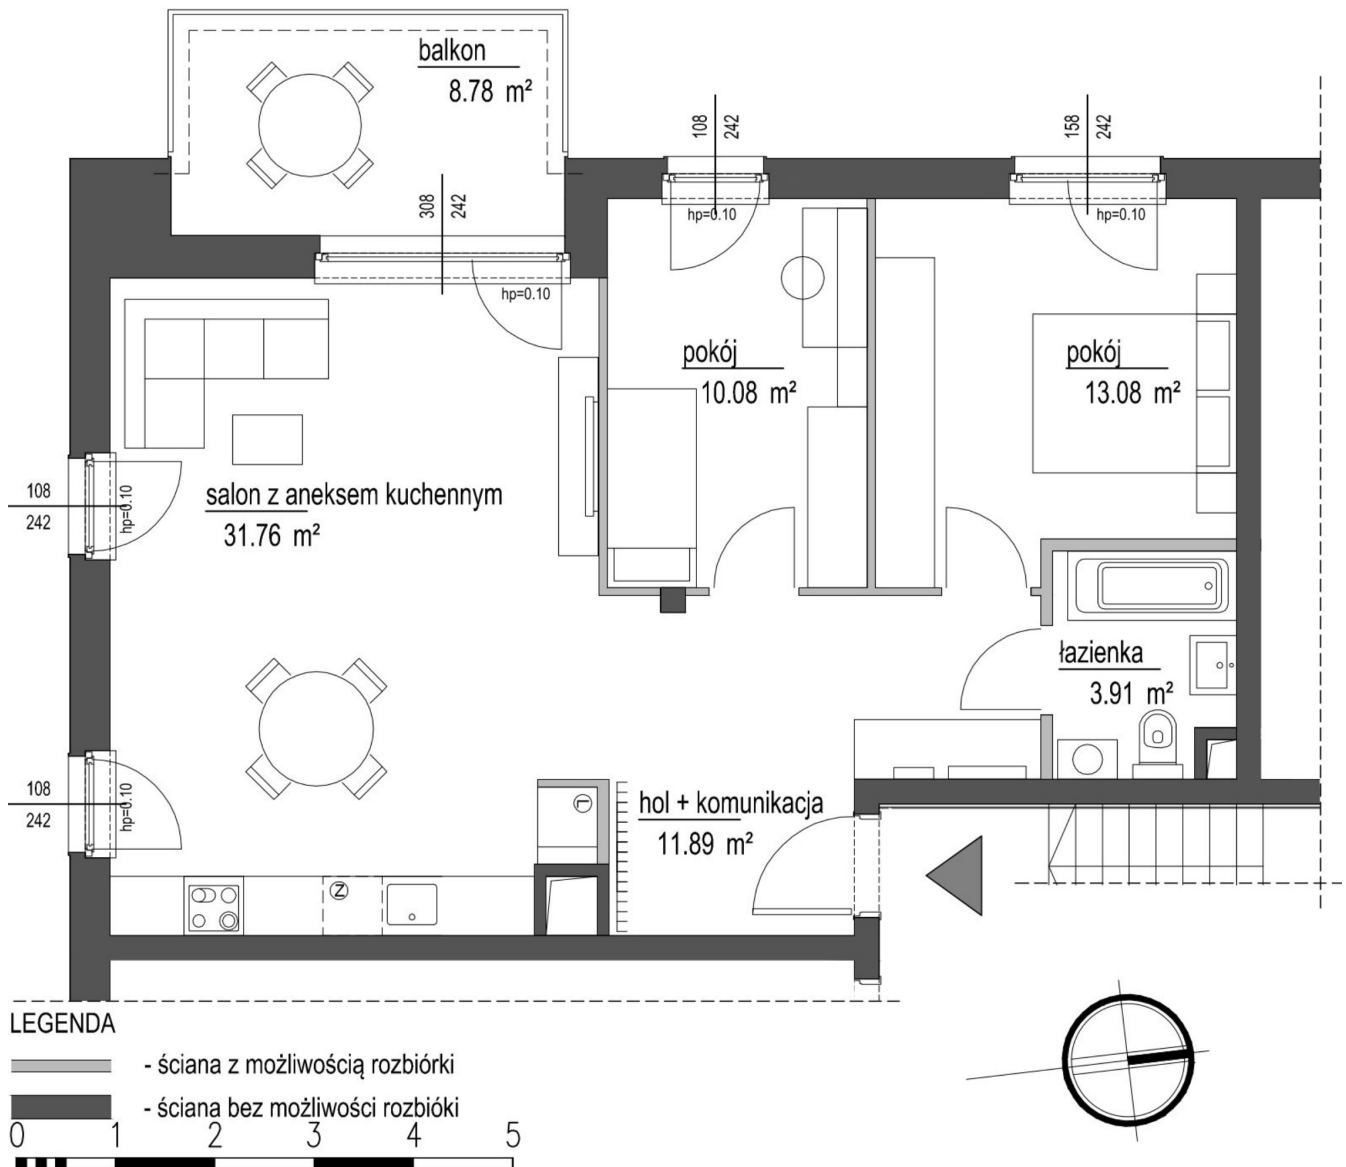 balkon
8.78 m²
108
242
158
242
308
242
hp=0.10
hp=0.10
hp=0.10
pokój
10.08 m²
pokój
13.08 m²
108
242
hp=0.10
salon z aneksem kuchennym
31.76 m²
łazienka
3.91 m²
108
242
hp=0.10
L
hol + komunikacja
11.89 m²
Z
LEGENDA
- ściana z możliwością rozbiórki
- ściana bez możliwości rozbióki
0 1 2 3 4 5